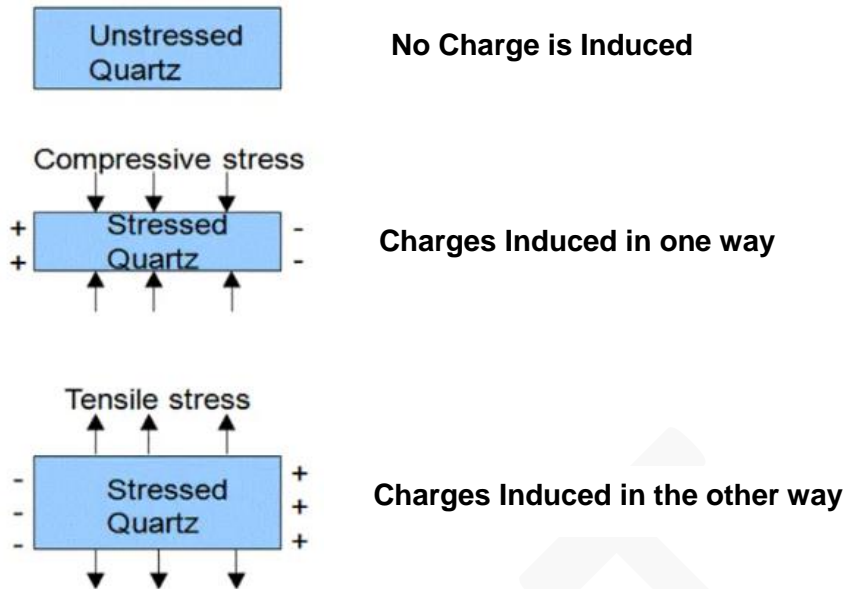 Unstressed
Quartz
No Charge is Induced
Compressive stress
+ Stressed -
+ Quartz -
Charges Induced in one way
Tensile stress
- Stressed +
- Quartz +
- +
Charges Induced in the other way